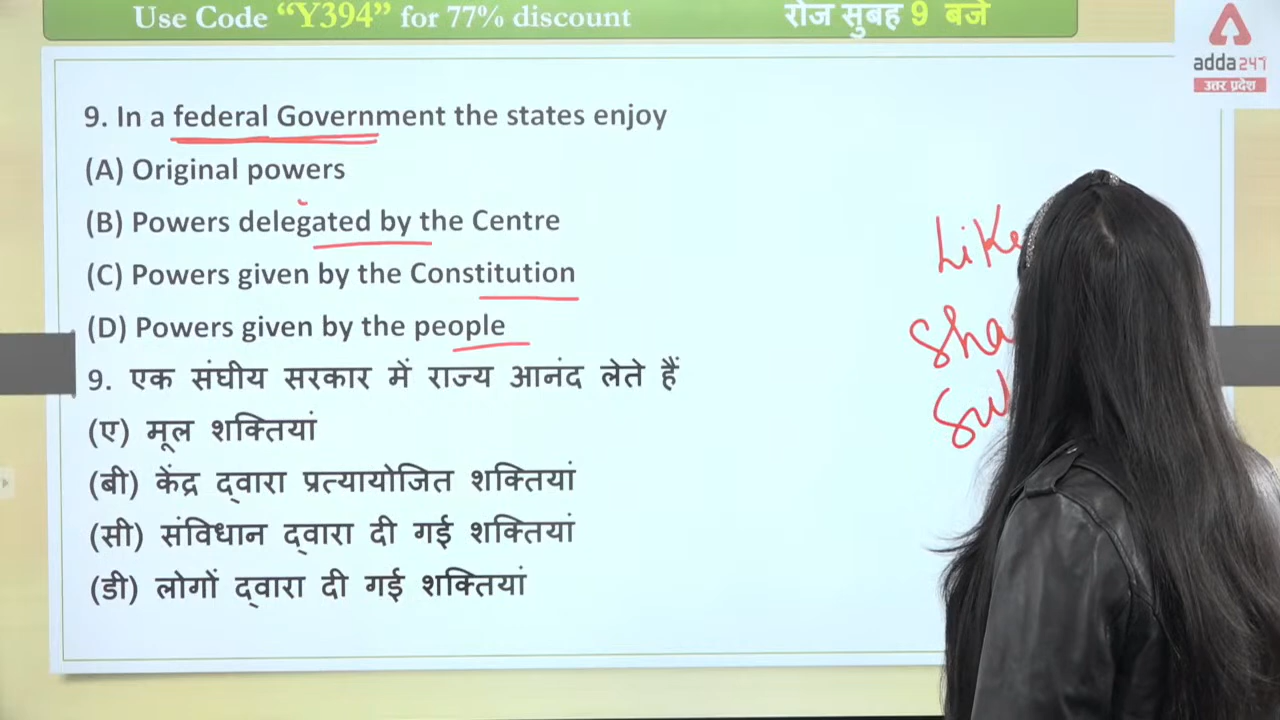 Use Code “Y394” for 77% discount
रोज सुबह 9 बजे
adda247
उत्तर प्रदेश
9. In a federal Government the states enjoy
(A) Original powers
(B) Powers delegated by the Centre
(C) Powers given by the Constitution
(D) Powers given by the people
9. एक संघीय सरकार में राज्य आनंद लेते हैं
(ए) मूल शक्तियां
(बी) केंद्र द्वारा प्रत्यायोजित शक्तियां
(सी) संविधान द्वारा दी गई शक्तियां
(डी) लोगों द्वारा दी गई शक्तियां
Like